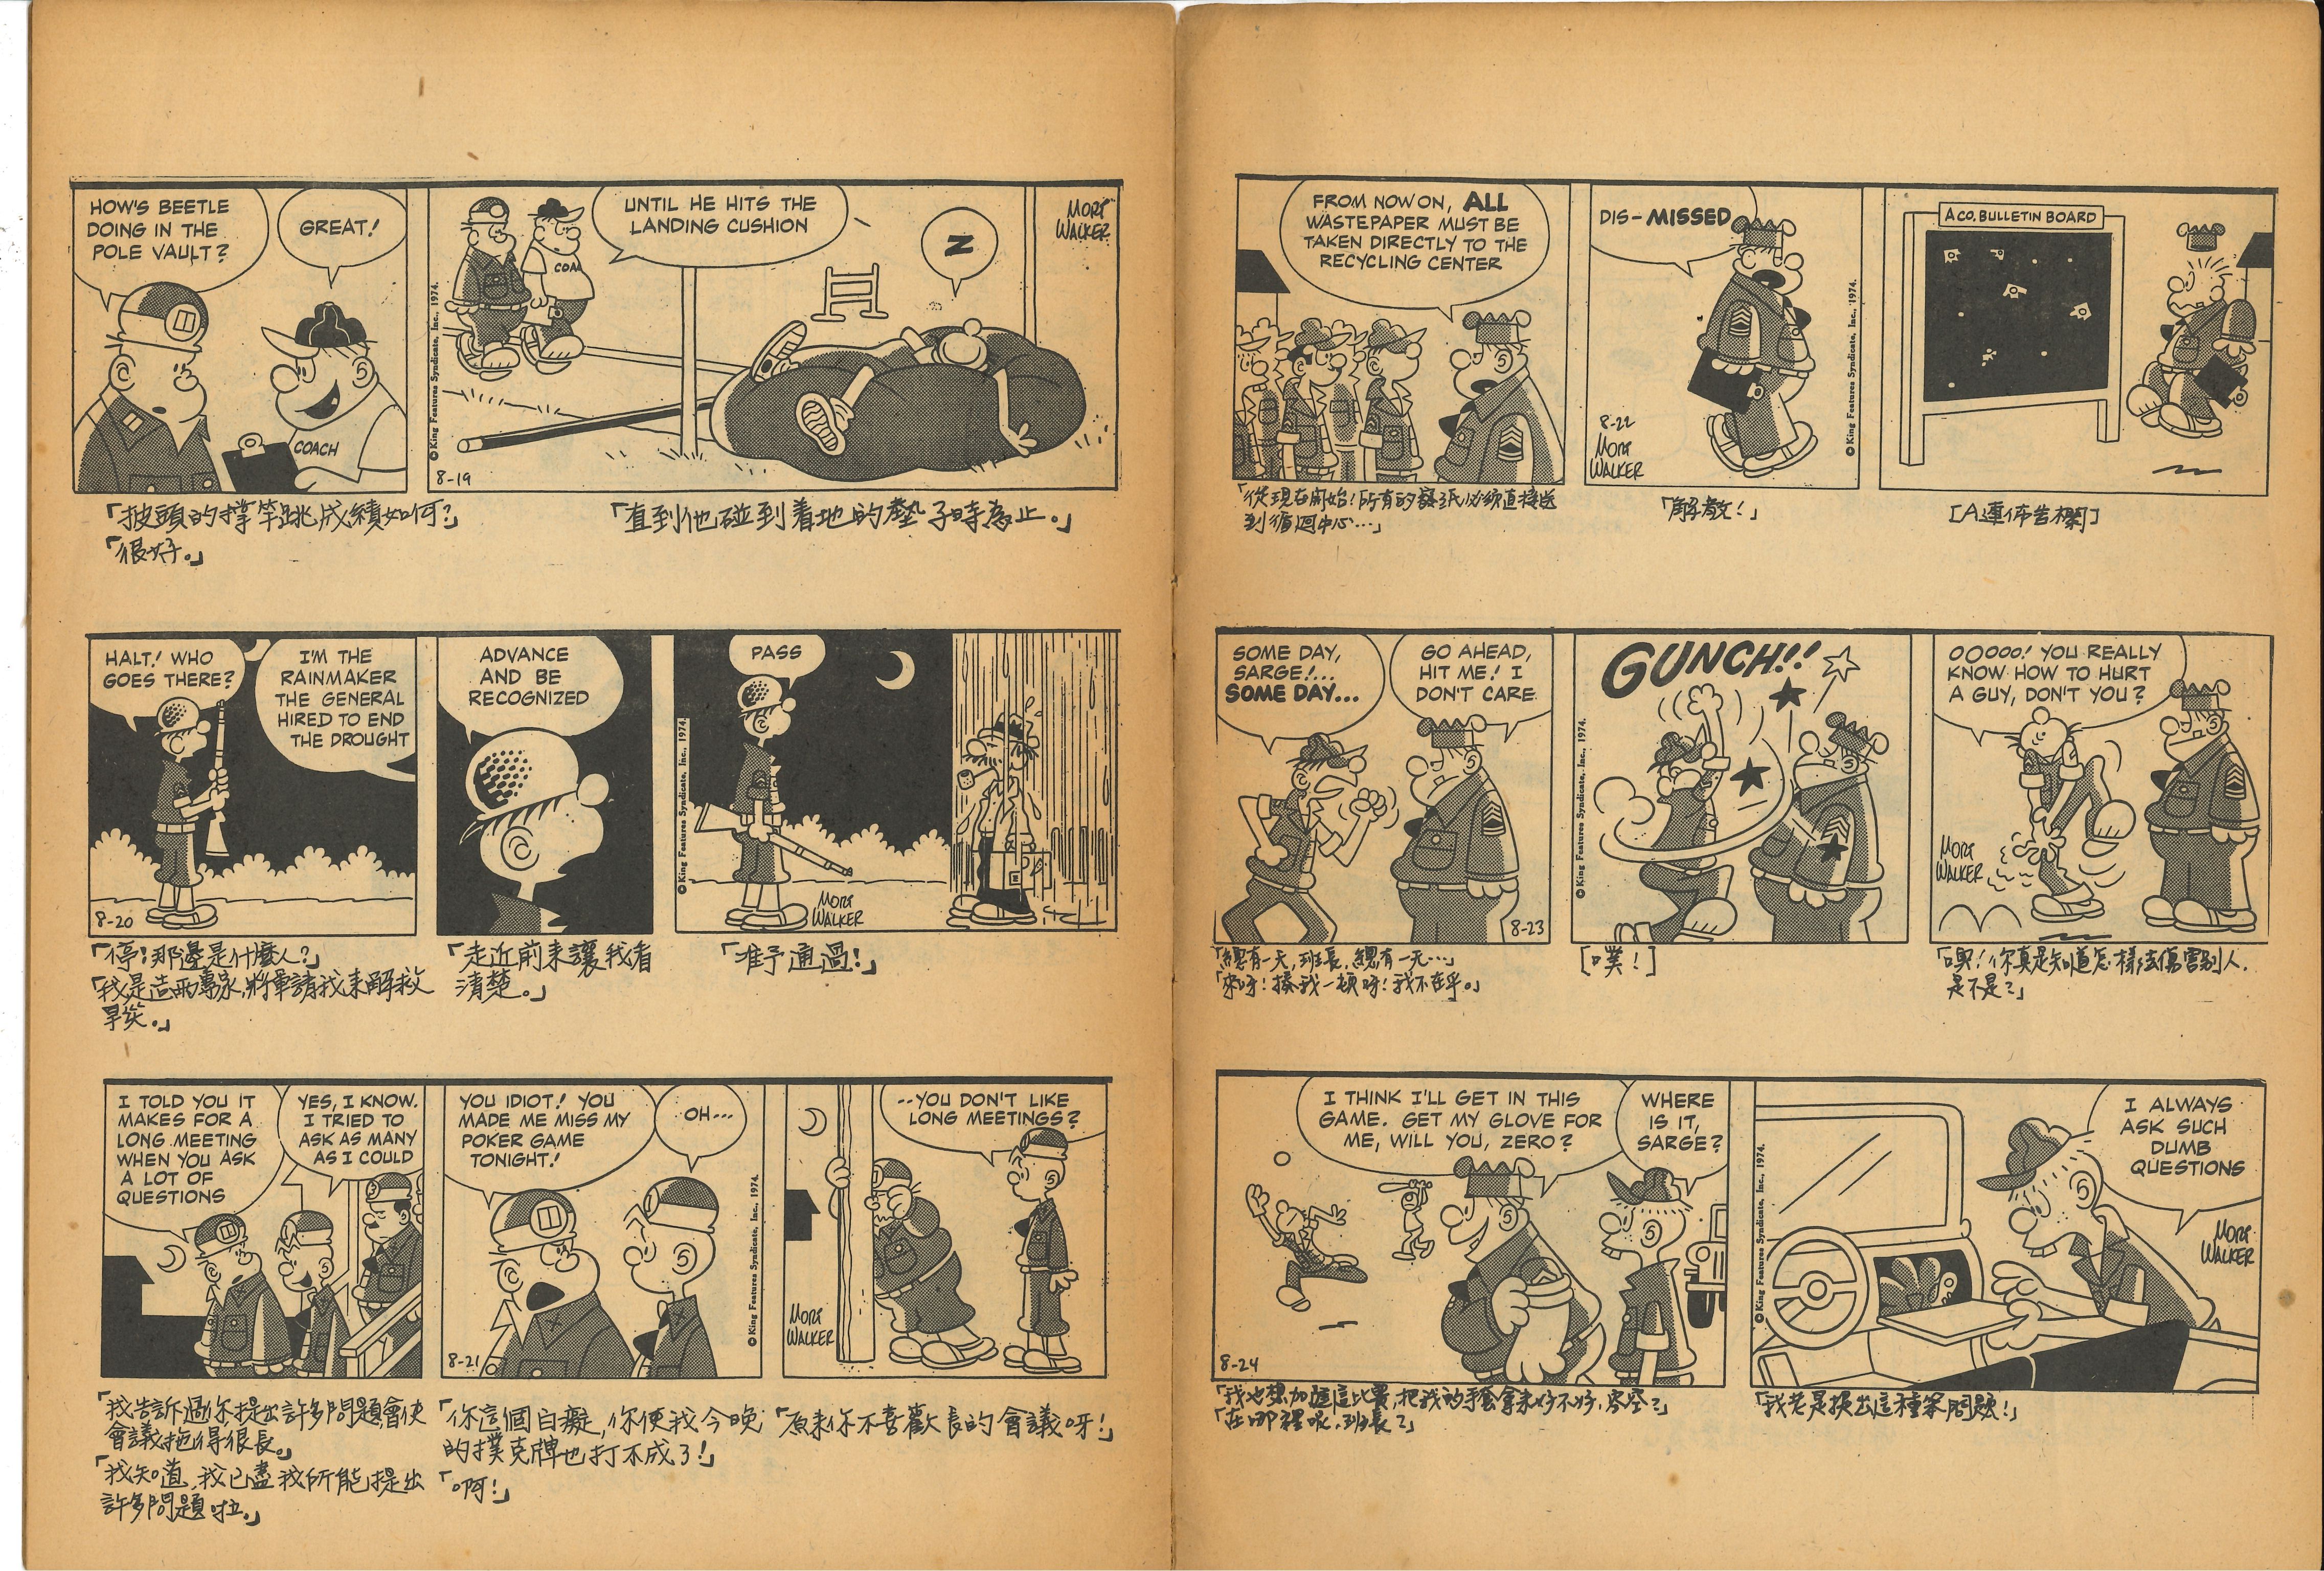 HOW'S BEETLE
DOING IN THE
POLE VAULT?
GREAT!
COACH
UNTIL HE HITS THE
LANDING CUSHION
COA
Z
MORT
WALKER
© King Features Syndicate, Inc., 1974.
8-19
「披頭的撑竿跳成績如何?」
「很好。」
「直到他碰到着地的墊子時為止。」
HALT! WHO
GOES THERE?
I'M THE
RAINMAKER
THE GENERAL
HIRED TO END
THE DROUGHT
8-20
ADVANCE
AND BE
RECOGNIZED
PASS
© King Features Syndicate, Inc., 1974.
MORT
WALKER
「停!那邊是什麼人?」
「我是造雨專家,將軍請我來解救
旱災。」
「走近前來讓我看
清楚。」
「准予通過!」
I TOLD YOU IT
MAKES FOR A
LONG MEETING
WHEN YOU ASK
A LOT OF
QUESTIONS
YES, I KNOW.
I TRIED TO
ASK AS MANY
AS I COULD
YOU IDIOT! YOU
MADE ME MISS MY
POKER GAME
TONIGHT!
OH...
8-21
© King Features Syndicate, Inc., 1974.
--YOU DON'T LIKE
LONG MEETINGS?
MORT
WALKER
「我告訴過你提出許多問題會使
會議拖得很長。」
「我知道,我已盡我所能提出
許多問題啦。」
「你這個白癡,你使我今晚
的撲克牌也打不成了!」
「啊!」
「原來你不喜歡長的會議呀!」
FROM NOW ON, ALL
WASTEPAPER MUST BE
TAKEN DIRECTLY TO THE
RECYCLING CENTER
DIS-MISSED
8-22
MORT
WALKER
© King Features Syndicate, Inc., 1974.
A CO. BULLETIN BOARD
「從現在開始!所有的廢紙必須直接送
到循迴中心…」
「解散!」
[A連佈告欄]
SOME DAY,
SARGE!...
SOME DAY...
GO AHEAD,
HIT ME! I
DON'T CARE
8-23
GUNCH!!
© King Features Syndicate, Inc., 1974.
OOOOO! YOU REALLY
KNOW HOW TO HURT
A GUY, DON'T YOU?
MORT
WALKER
「總有一天,班長,總有一天…」
「來呀!揍我一頓呀!我不在乎。」
[噗!]
「噢!你真是知道怎樣去傷害別人,
是不是?」
I THINK I'LL GET IN THIS
GAME. GET MY GLOVE FOR
ME, WILL YOU, ZERO?
WHERE
IS IT,
SARGE?
8-24
© King Features Syndicate, Inc., 1974.
I ALWAYS
ASK SUCH
DUMB
QUESTIONS
MORT
WALKER
「我也想加進這比賽,把我的手套拿來好不好,零空?」
「在哪裡呢,班長?」
「我老是提出這種笨問題!」